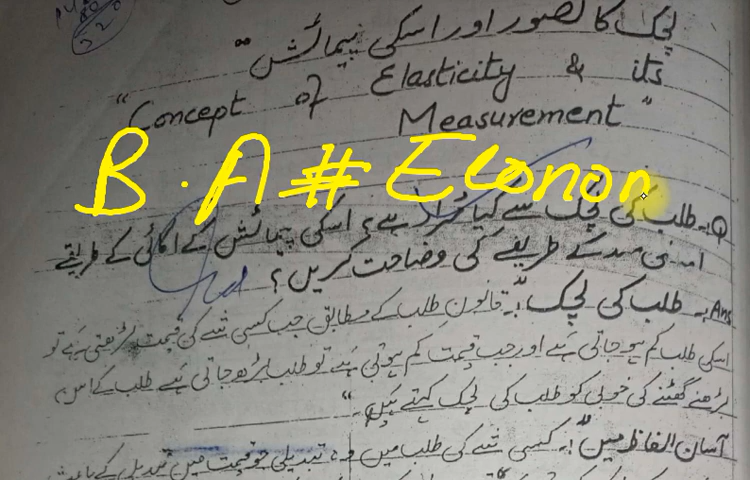 لچک کا تصور اور اسکی پیمائش"
"Concept of Elasticity & its
Measurement"
B.A # Econom
Q:۔ طلب کی لچک سے کیا مراد ہے؟ اسکی پیمائش کے اکائی کے طریقے
آمدنی مد کے طریقے کی وضاحت کریں؟
Ans:۔ طلب کی لچک:۔ قانون طلب کے مطابق جب کسی شے کی قیمت بڑھتی ہے تو
اسکی طلب کم ہو جاتی ہے اور جب قیمت کم ہوتی ہے تو طلب بڑھ جاتی ہے طلب کے اس
بڑھنے گھٹنے کی خوبی کو طلب کی لچک کہتے ہیں۔"
آسان الفاظ میں:۔ کسی شے کی طلب میں وہ تبدیلی جو قیمت میں تبدیلی کے باعث